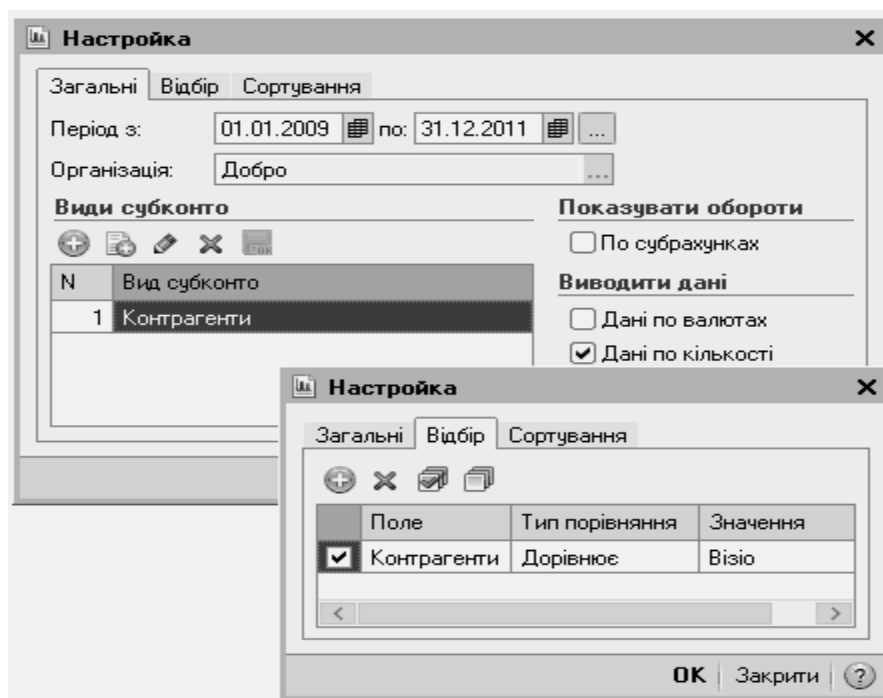 Настройка
Загальні Відбір Сортування
Період з: 01.01.2009 по: 31.12.2011 ...
Організація: Добро ...
Види субконто Показувати обороти
По субрахунках
N Вид субконто Виводити дані
1 Контрагенти Дані по валютах
Дані по кількості
Настройка
Загальні Відбір Сортування
Поле Тип порівняння Значення
Контрагенти Дорівнює Візіо
OK Закрити ?